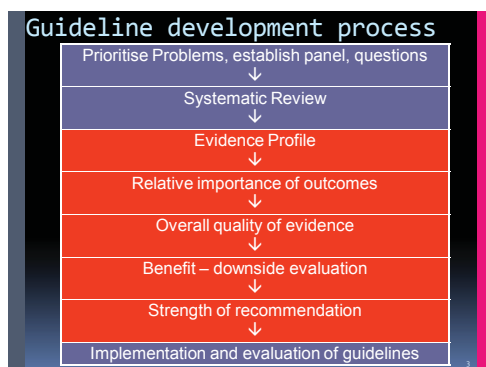 Guideline development process
Prioritise Problems, establish panel, questions
↓
Systematic Review
↓
Evidence Profile
↓
Relative importance of outcomes
↓
Overall quality of evidence
↓
Benefit – downside evaluation
↓
Strength of recommendation
↓
Implementation and evaluation of guidelines
3